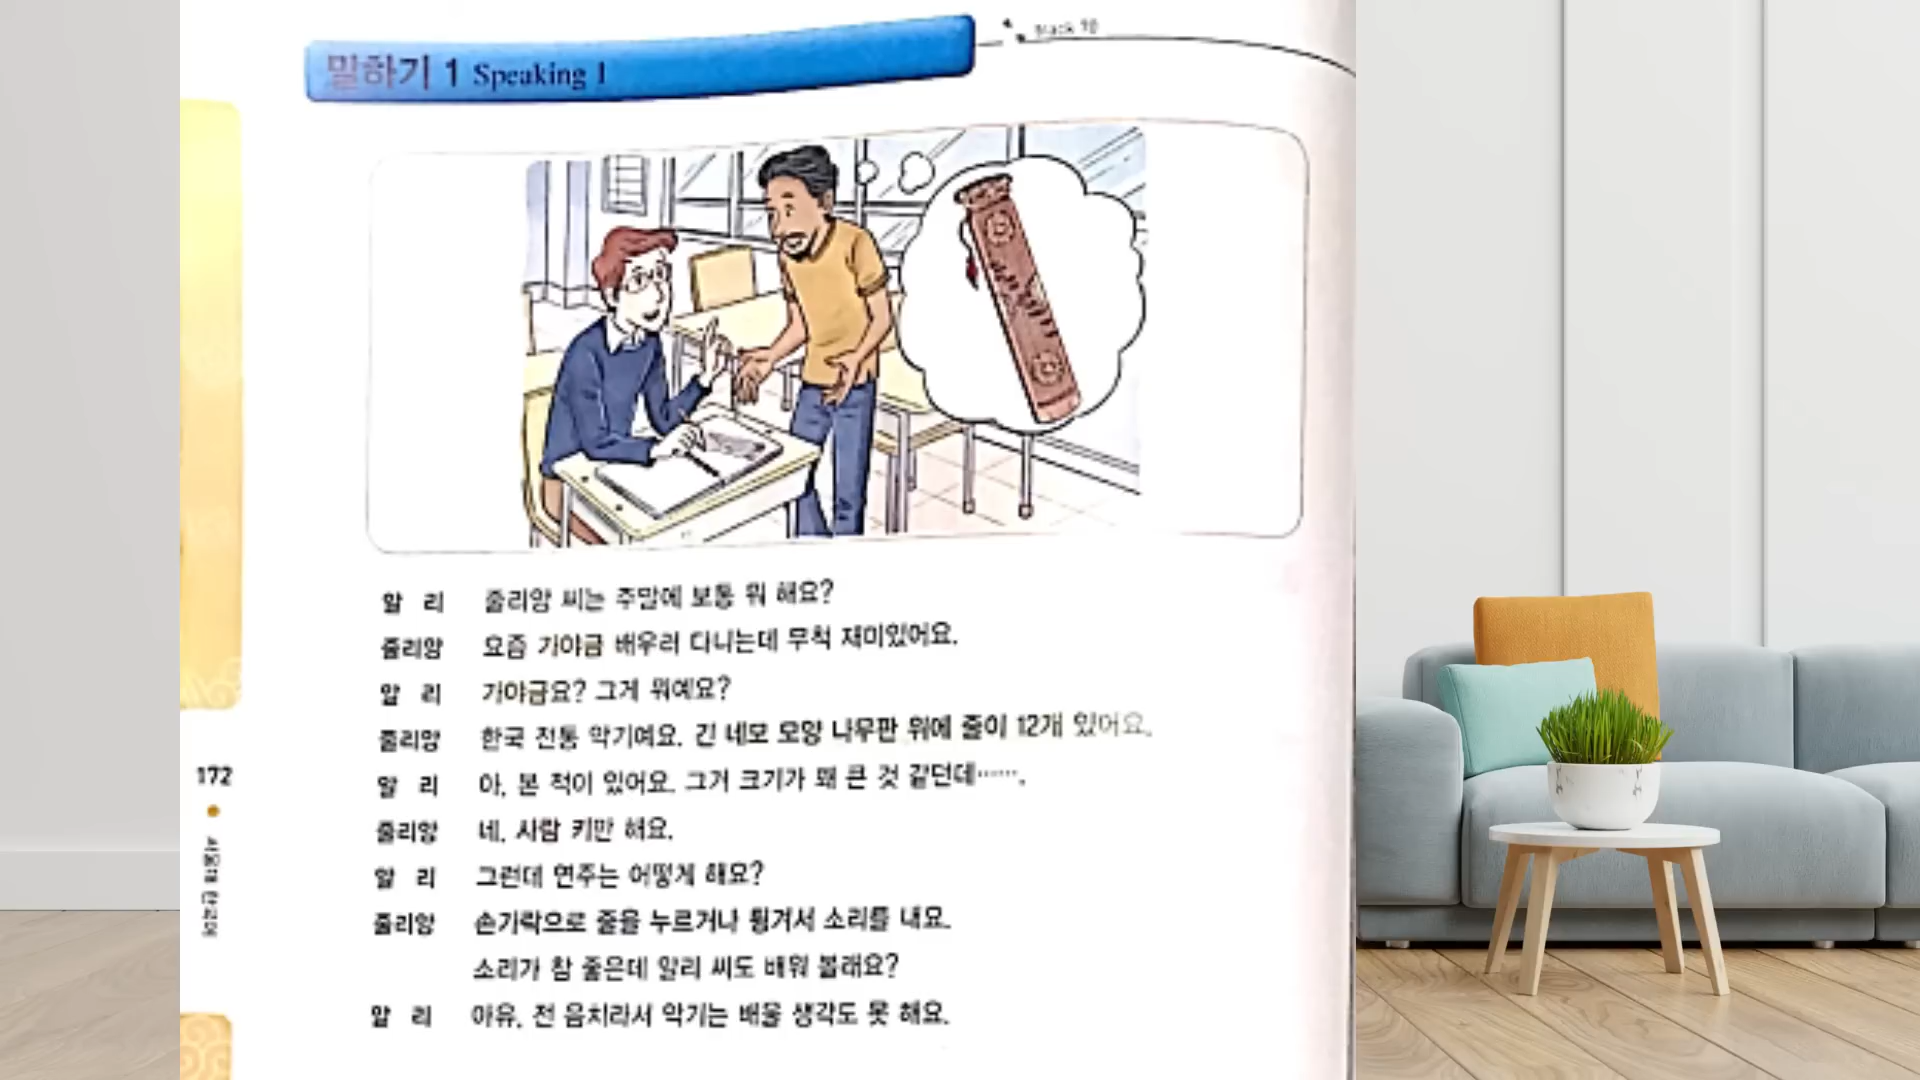 말하기 1 Speaking 1
Track 10
알 리 줄리앙 씨는 주말에 보통 뭐 해요?
줄리앙 요즘 가야금 배우러 다니는데 무척 재미있어요.
알 리 가야금요? 그게 뭐예요?
줄리앙 한국 전통 악기예요. 긴 네모 모양 나무판 위에 줄이 12개 있어요.
알 리 아, 본 적이 있어요. 그거 크기가 꽤 큰 것 같던데…….
줄리앙 네, 사람 키만 해요.
알 리 그런데 연주는 어떻게 해요?
줄리앙 손가락으로 줄을 누르거나 튕겨서 소리를 내요.
소리가 참 좋은데 알리 씨도 배워 볼래요?
알 리 아유, 전 음치라서 악기는 배울 생각도 못 해요.
172
서울대 한국어